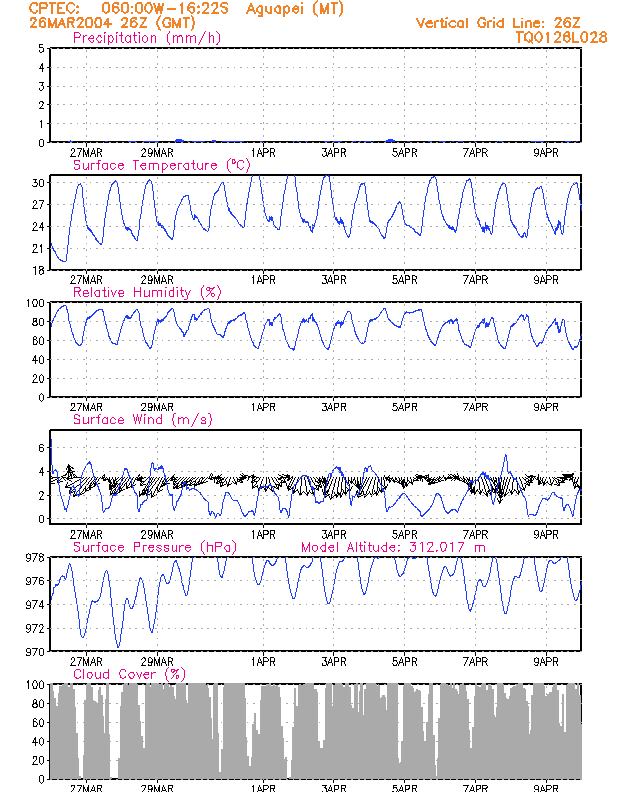 CPTEC: 060:00W-16:22S Aguapei (MT)
26MAR2004 26Z (GMT) Vertical Grid Line: 26Z
Precipitation (mm/h) TQ0126L028
5
4
3
2
1
0
27MAR 29MAR 1APR 3APR 5APR 7APR 9APR
Surface Temperature (ºC)
30
27
24
21
18
27MAR 29MAR 1APR 3APR 5APR 7APR 9APR
Relative Humidity (%)
100
80
60
40
20
0
27MAR 29MAR 1APR 3APR 5APR 7APR 9APR
Surface Wind (m/s)
6
4
2
0
27MAR 29MAR 1APR 3APR 5APR 7APR 9APR
Surface Pressure (hPa) Model Altitude: 312.017 m
978
976
974
972
970
27MAR 29MAR 1APR 3APR 5APR 7APR 9APR
Cloud Cover (%)
100
80
60
40
20
0
27MAR 29MAR 1APR 3APR 5APR 7APR 9APR